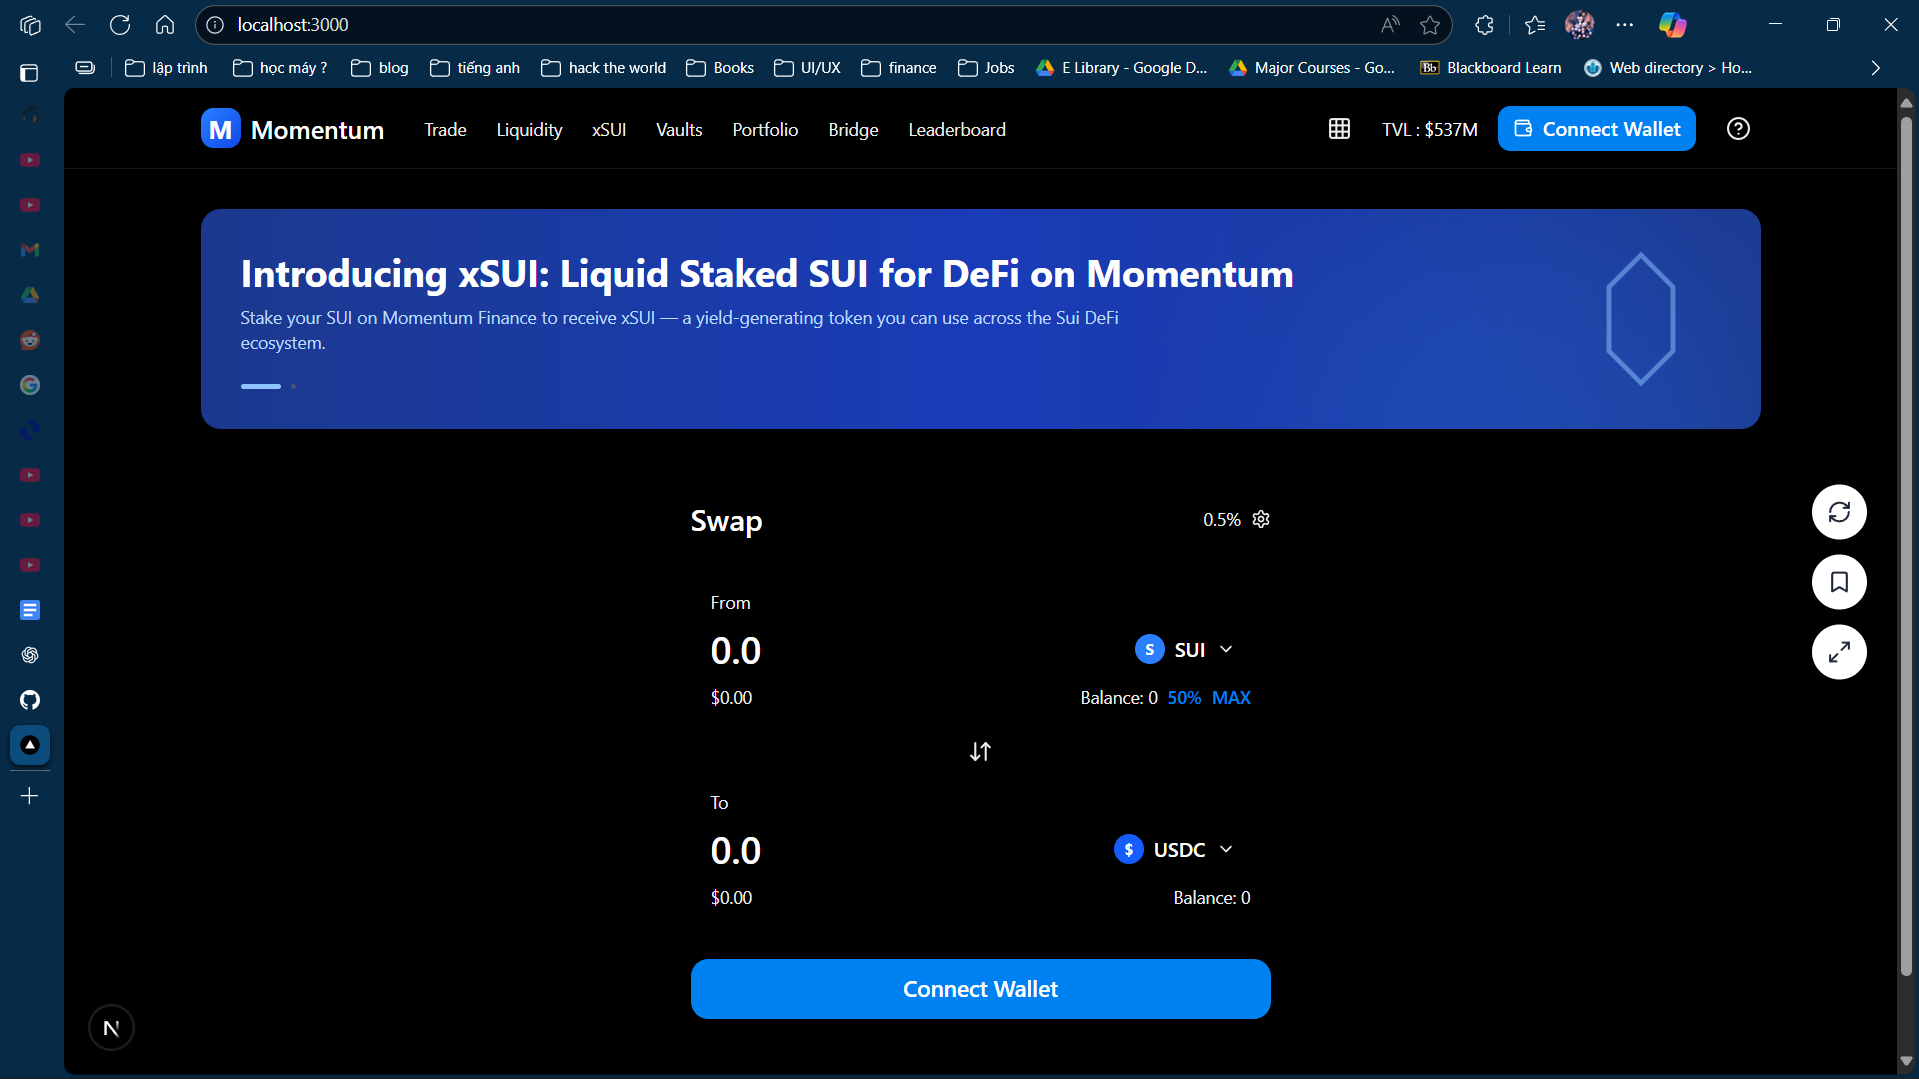 localhost:3000
lập trình
học máy ?
blog
tiếng anh
hack the world
Books
UI/UX
finance
Jobs
E Library - Google D...
Major Courses - Go...
Bb Blackboard Learn
Web directory > Ho...
M Momentum
Trade
Liquidity
xSUI
Vaults
Portfolio
Bridge
Leaderboard
TVL : $537M
Connect Wallet
Introducing xSUI: Liquid Staked SUI for DeFi on Momentum
Stake your SUI on Momentum Finance to receive xSUI — a yield-generating token you can use across the Sui DeFi
ecosystem.
Swap
0.5%
From
0.0
S SUI
$0.00
Balance: 0 50% MAX
To
0.0
$ USDC
$0.00
Balance: 0
Connect Wallet
N